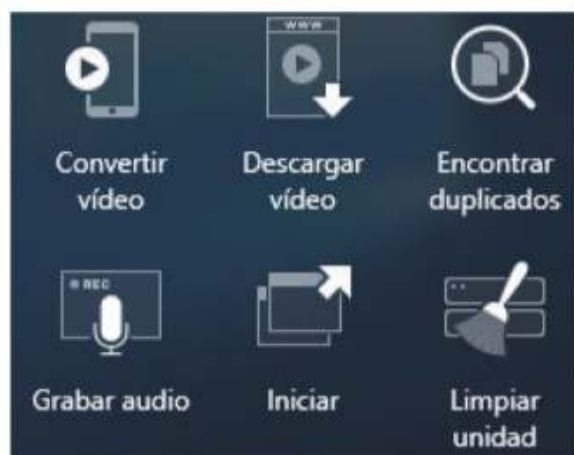 WWW
Convertir
vídeo
Descargar
vídeo
Encontrar
duplicados
REC
Grabar audio
Iniciar
Limpiar
unidad